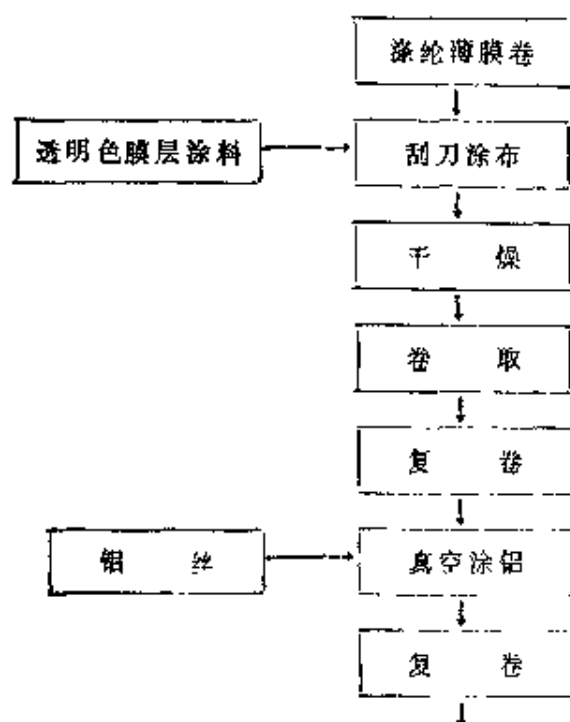 涤纶薄膜卷
透明色膜层涂料
刮刀涂布
干 燥
卷 取
复 卷
铝 丝
真空涂铝
复 卷